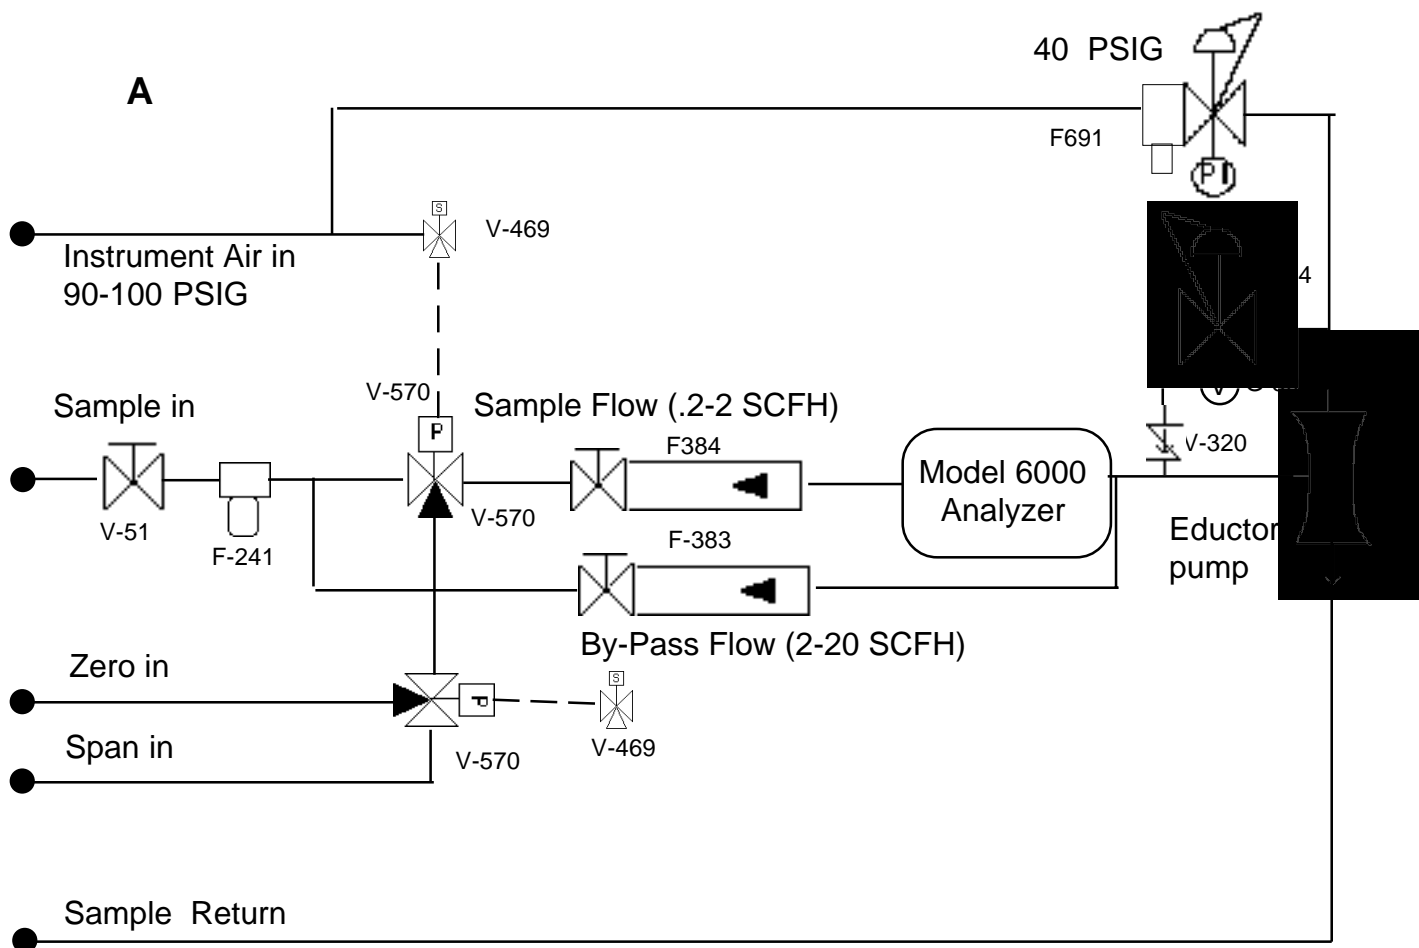 40 PSIG
A
F691
PI
S
V-469
Instrument Air in
90-100 PSIG
4
V-570
Sample in
Sample Flow (.2-2 SCFH)
P
F384
V-320
Model 6000
Analyzer
V-51
V-570
F-241
F-383
Eductor
pump
By-Pass Flow (2-20 SCFH)
Zero in
S
P
Span in
V-469
V-570
Sample Return